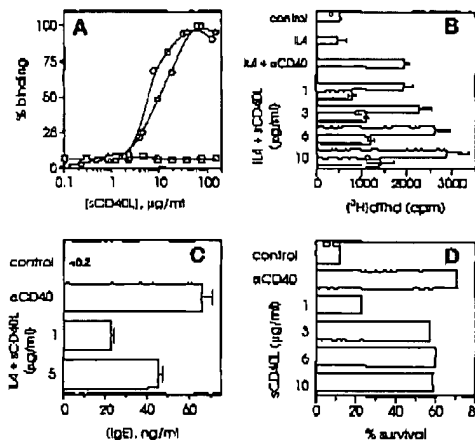 A
% binding
100
75
50
25
0
0.1
1
10
100
[sCD40L], µg/ml
B
control
IL4
IL4 + αCD40
IL4 + sCD40L
(µg/ml)
1
3
6
10
0
1000
2000
3000
(³H)dThd (cpm)
C
control
<0.2
αCD40
IL4 + sCD40L
(µg/ml)
1
5
0
20
40
60
(IgE), ng/ml
D
control
αCD40
sCD40L (µg/ml)
1
3
6
10
0
20
40
60
% survival